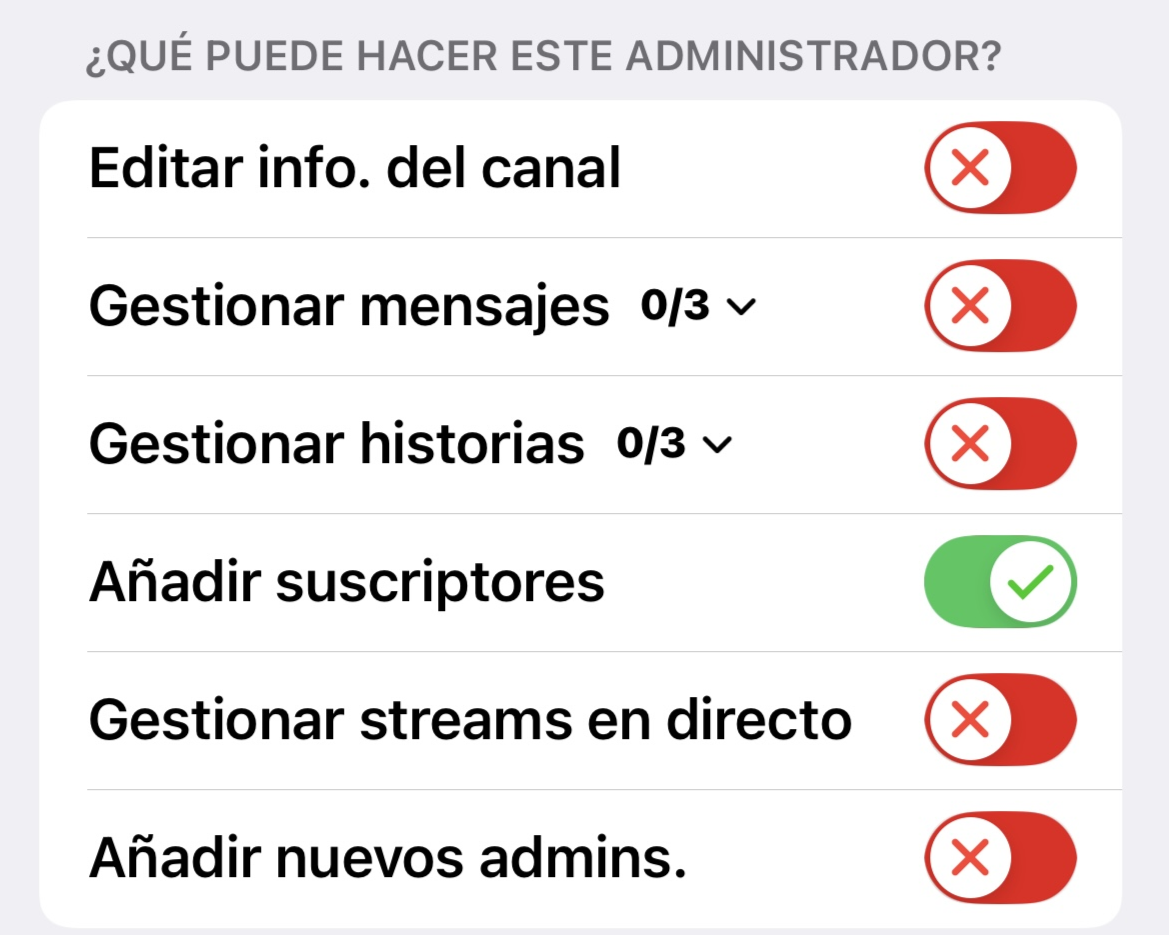 ¿QUÉ PUEDE HACER ESTE ADMINISTRADOR?
Editar info. del canal
Gestionar mensajes 0/3
Gestionar historias 0/3
Añadir suscriptores
Gestionar streams en directo
Añadir nuevos admins.